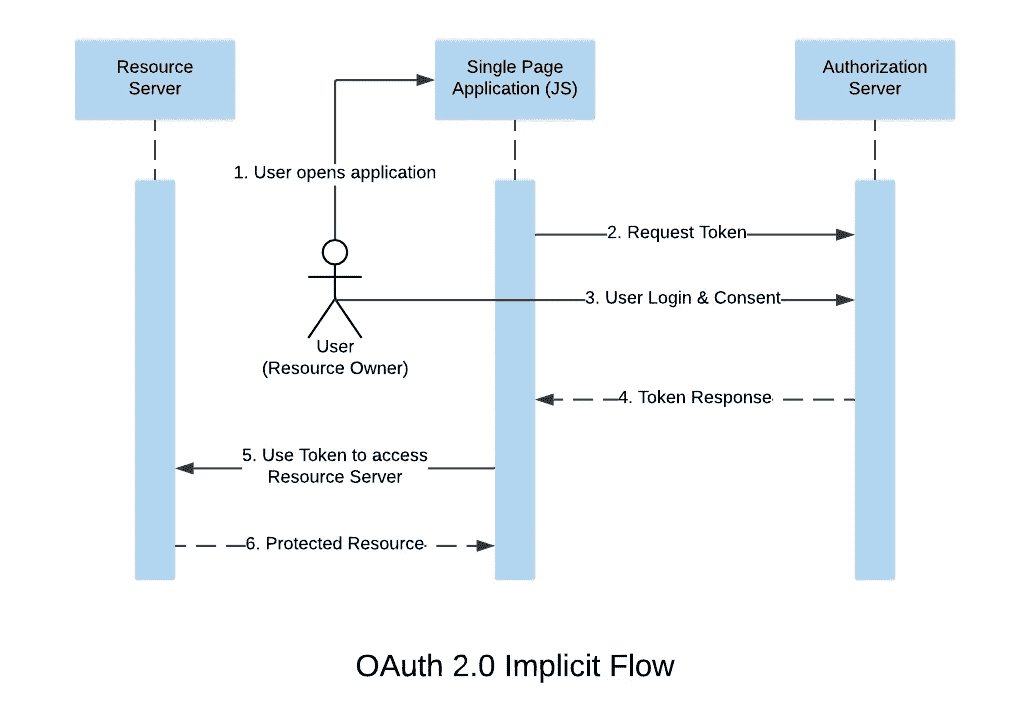 Resource
Server
Single Page
Application (JS)
Authorization
Server
1. User opens application
2. Request Token
3. User Login & Consent
User
(Resource Owner)
4. Token Response
5. Use Token to access
Resource Server
6. Protected Resource
OAuth 2.0 Implicit Flow